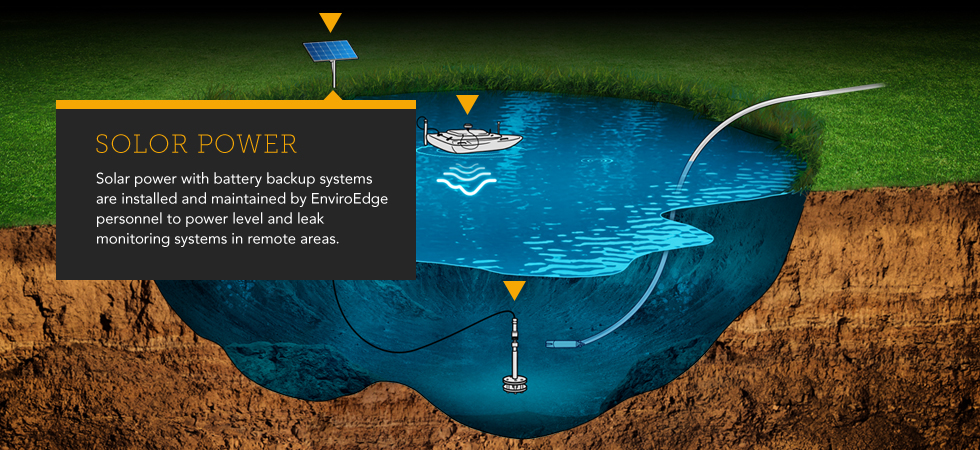 SOLOR POWER
Solar power with battery backup systems
are installed and maintained by EnviroEdge
personnel to power level and leak
monitoring systems in remote areas.